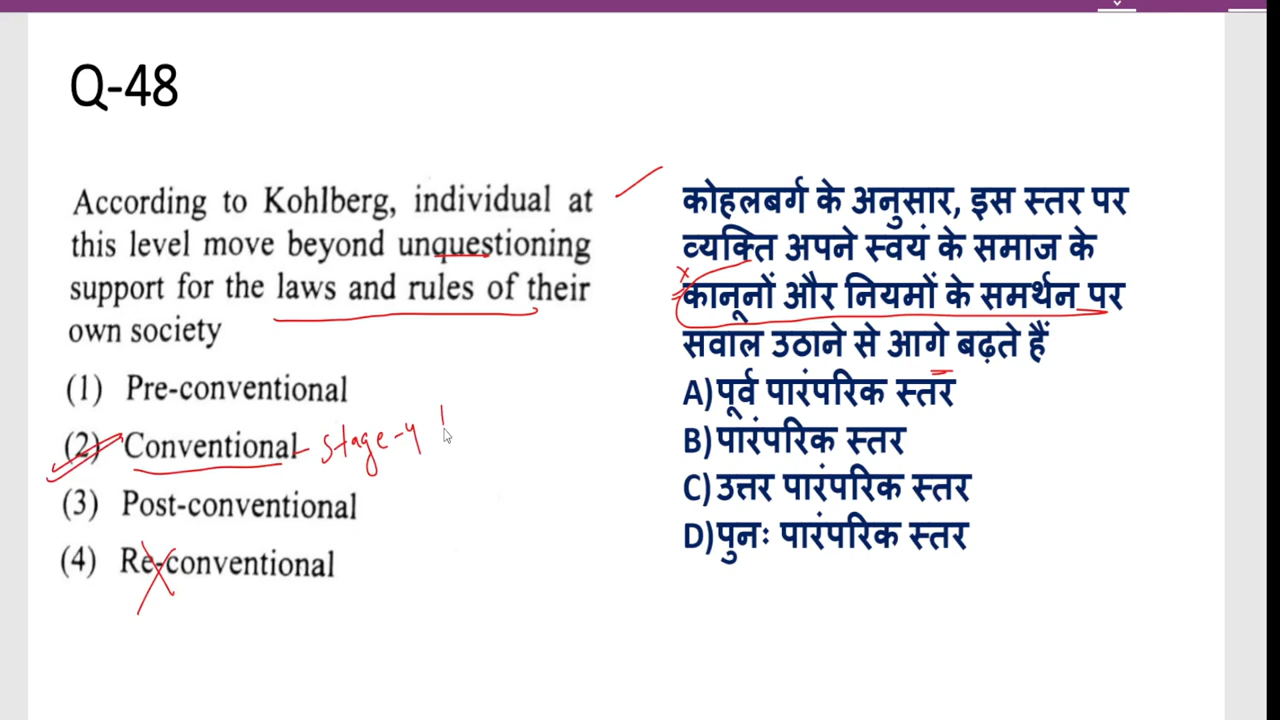 Q-48
According to Kohlberg, individual at
this level move beyond unquestioning
support for the laws and rules of their
own society
(1) Pre-conventional
(2) Conventional - stage-4
(3) Post-conventional
(4) Re-conventional
कोहलबर्ग के अनुसार, इस स्तर पर
व्यक्ति अपने स्वयं के समाज के
कानूनों और नियमों के समर्थन पर
सवाल उठाने से आगे बढ़ते हैं
A)पूर्व पारंपरिक स्तर
B)पारंपरिक स्तर
C)उत्तर पारंपरिक स्तर
D)पुनः पारंपरिक स्तर